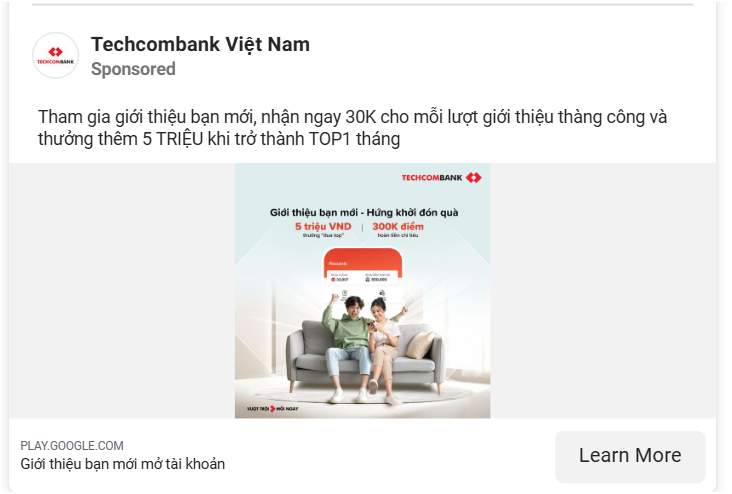 Techcombank Việt Nam
TECHCOMBANK
Sponsored
Tham gia giới thiệu bạn mới, nhận ngay 30K cho mỗi lượt giới thiệu thàng công và
thưởng thêm 5 TRIỆU khi trở thành TOP1 tháng
TECHCOMBANK
Giới thiệu bạn mới - Hứng khởi đón quà
5 triệu VND | 300K điểm
thưởng "đua top" hoàn tiền chi tiêu
VƯỢT TRỘI MỖI NGÀY
PLAY.GOOGLE.COM
Giới thiệu bạn mới mở tài khoản
Learn More